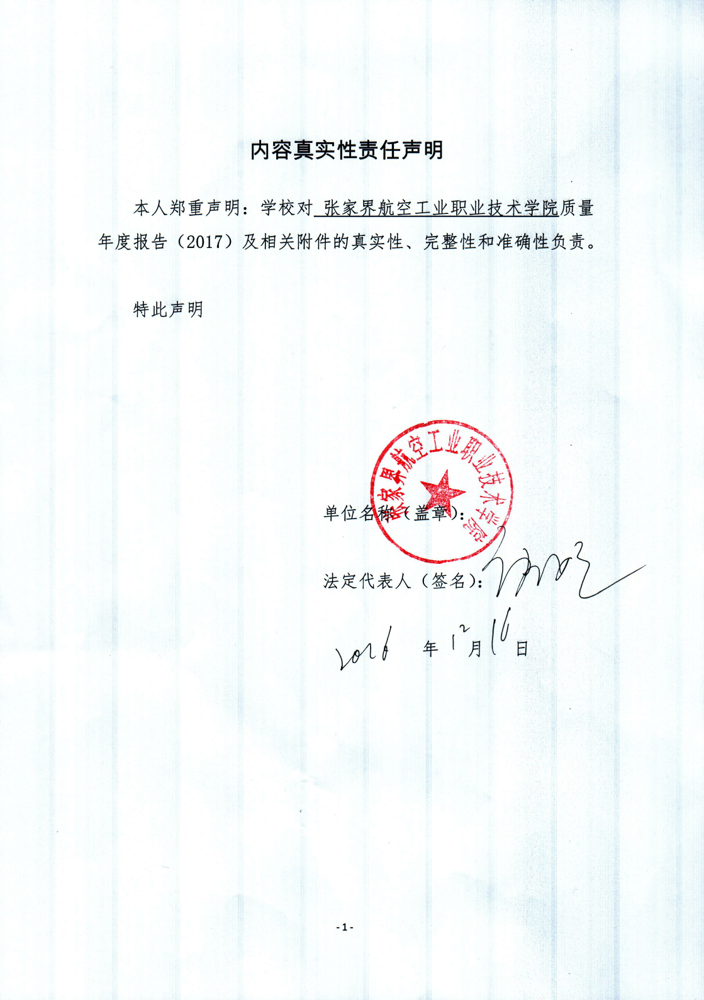 内容真实性责任声明
本人郑重声明：学校对 张家界航空工业职业技术学院质量
年度报告（2017）及相关附件的真实性、完整性和准确性负责。
特此声明
张家界航空工业职业技术学院
单位名称（盖章）：
法定代表人（签名）：
2016 年 12 月 16 日
- 1 -